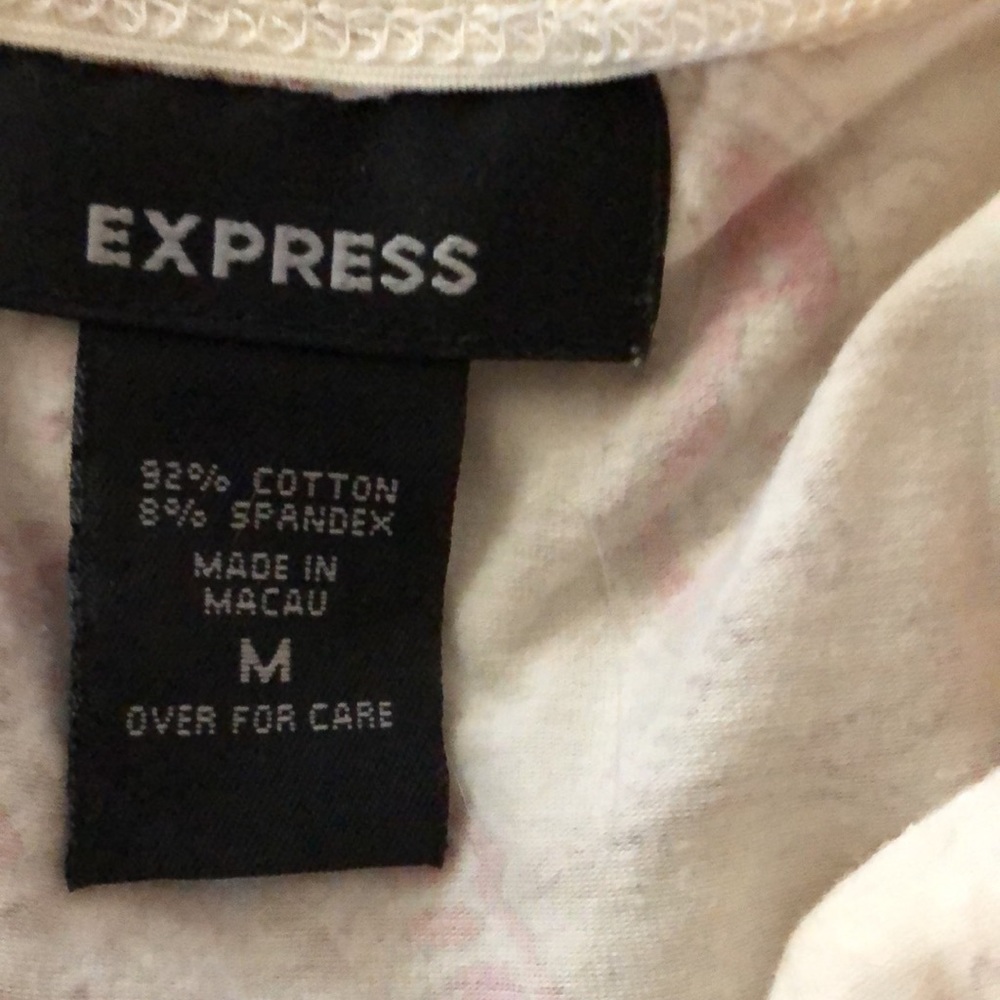 EXPRESS
92% COTTON
8% SPANDEX
MADE IN
MACAU
M
OVER FOR CARE